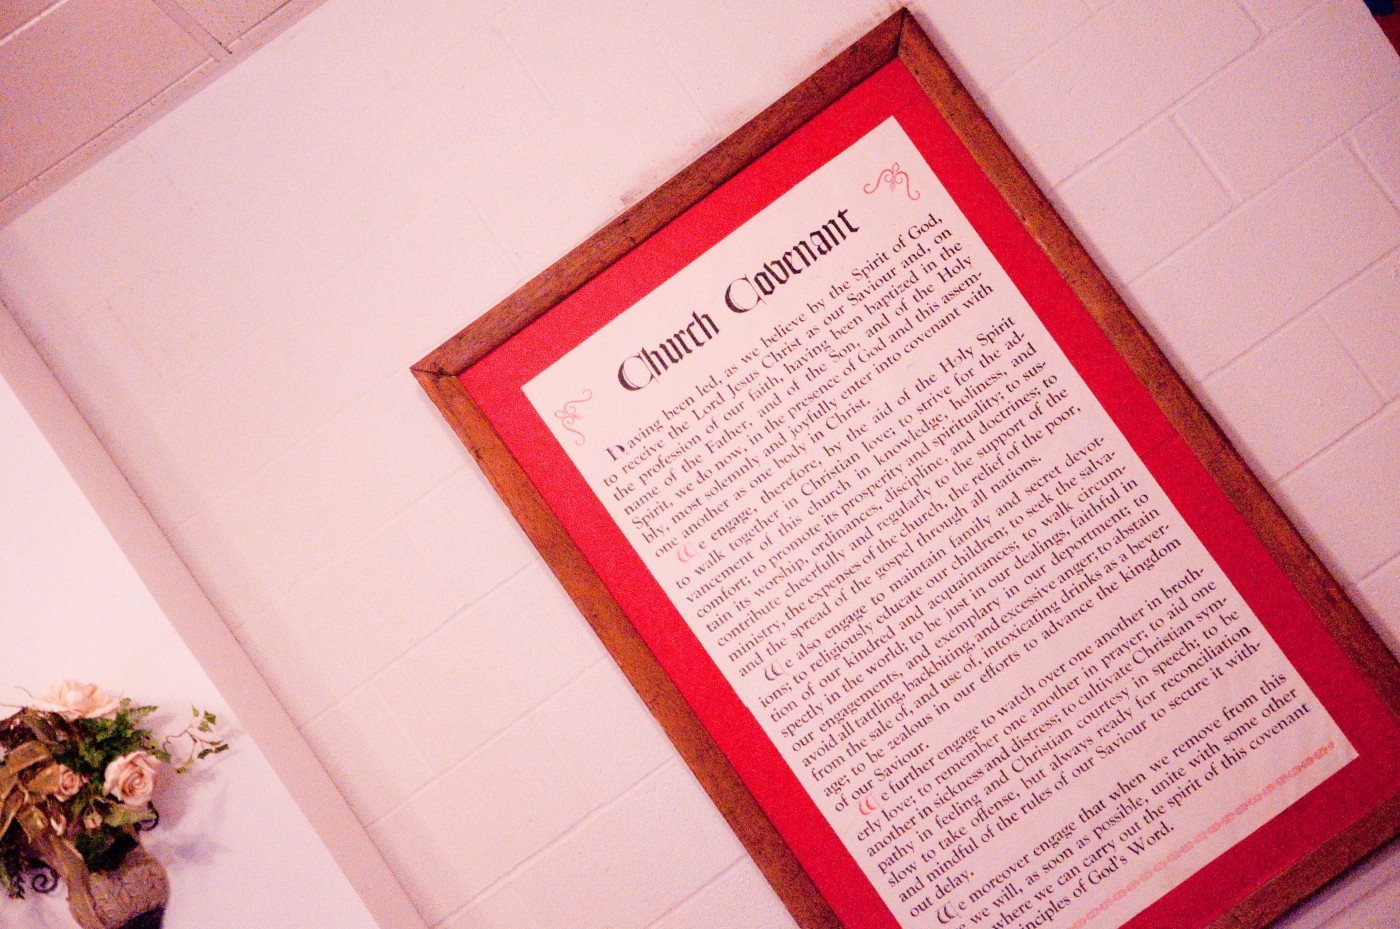 Church Covenant
Having been led, as we believe by the Spirit of God,
to receive the Lord Jesus Christ as our Saviour and, on
the profession of our faith, having been baptized in the
name of the Father, and of the Son, and of the Holy
Spirit, we do now, in the presence of God and this assem-
bly, most solemnly and joyfully enter into covenant with
one another as one body in Christ.
We engage, therefore, by the aid of the Holy Spirit
to walk together in Christian love; to strive for the ad-
vancement of this church in knowledge, holiness, and
comfort; to promote its prosperity and spirituality; to sus-
tain its worship, ordinances, discipline, and doctrines; to
contribute cheerfully and regularly to the support of the
ministry, the expenses of the church, the relief of the poor,
and the spread of the gospel through all nations.
We also engage to maintain family and secret devot-
ions; to religiously educate our children; to seek the salva-
tion of our kindred and acquaintances; to walk circum-
spectly in the world; to be just in our dealings, faithful in
our engagements, and exemplary in our deportment; to
avoid all tattling, backbiting, and excessive anger; to abstain
from the sale of, and use of, intoxicating drinks as a bever-
age; to be zealous in our efforts to advance the kingdom
of our Saviour.
We further engage to watch over one another in broth-
erly love; to remember one another in prayer; to aid one
another in sickness and distress; to cultivate Christian sym-
pathy in feeling and Christian courtesy in speech; to be
slow to take offense, but always ready for reconciliation
and mindful of the rules of our Saviour to secure it with-
out delay.
We moreover engage that when we remove from this
we will, as soon as possible, unite with some other
where we can carry out the spirit of this covenant
inciples of God's Word.